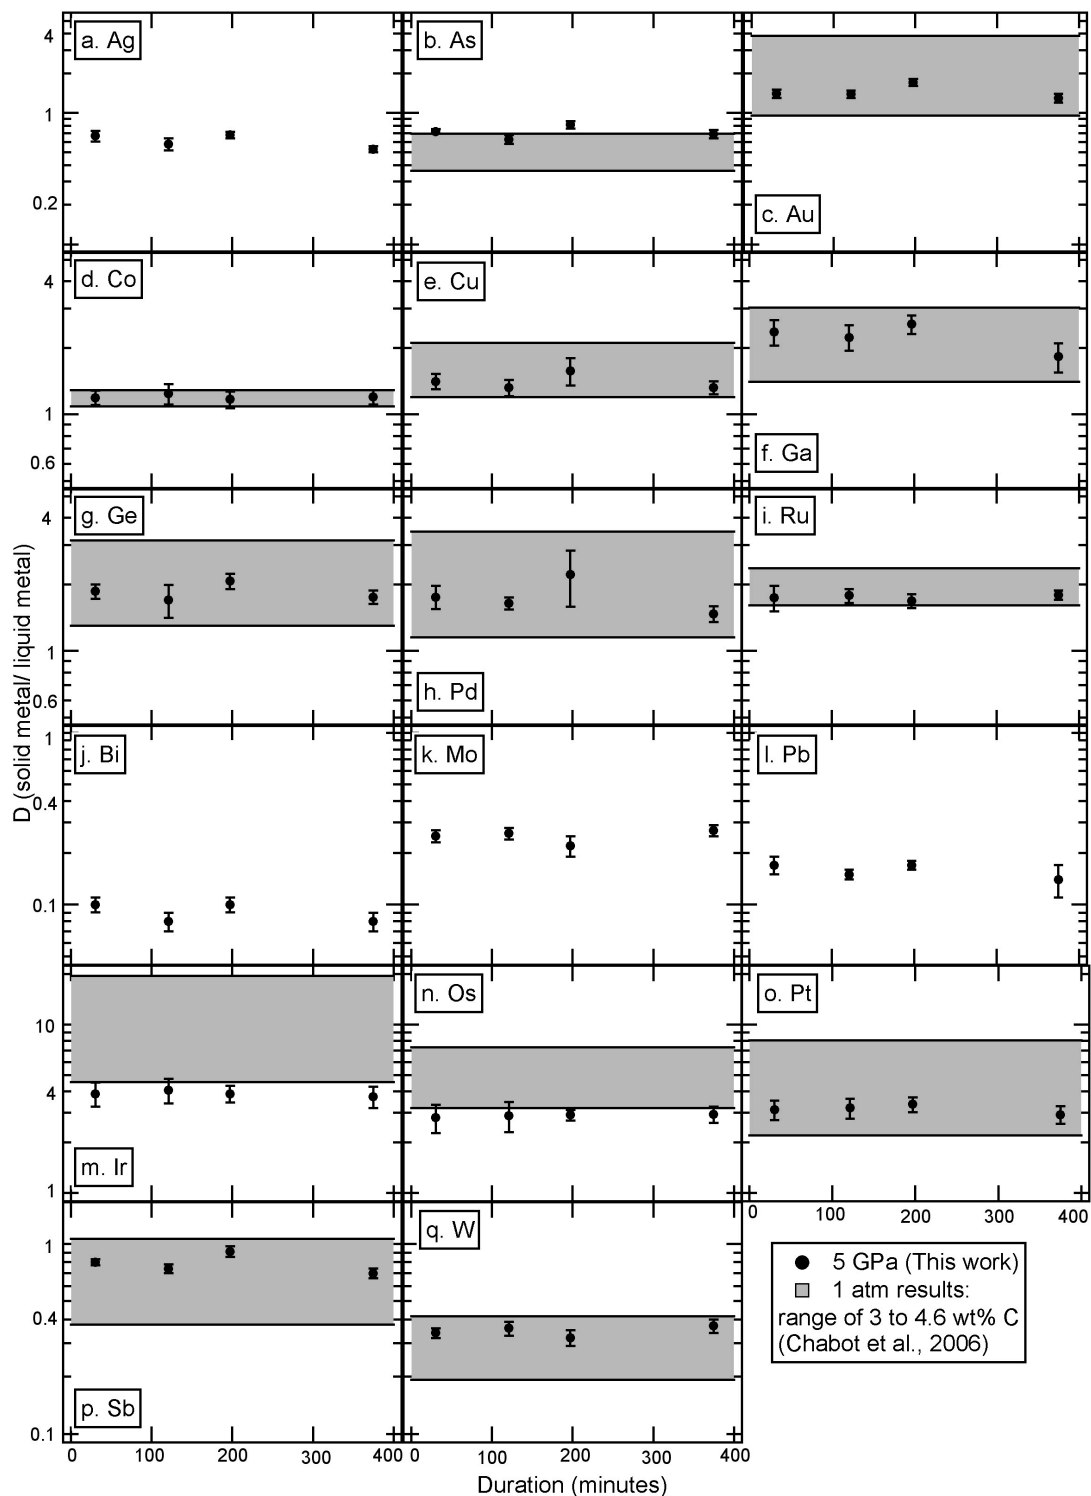 a. Ag
b. As
c. Au
4
1
0.2
d. Co
e. Cu
f. Ga
4
1
0.6
g. Ge
h. Pd
i. Ru
4
1
0.6
j. Bi
k. Mo
l. Pb
1
0.4
0.1
m. Ir
n. Os
o. Pt
10
4
1
0 100 200 300 400
p. Sb
q. W
1
0.4
0.1
5 GPa (This work)
1 atm results:
range of 3 to 4.6 wt% C
(Chabot et al., 2006)
0 100 200 300 400
0 100 200 300 400
D (solid metal/ liquid metal)
Duration (minutes)